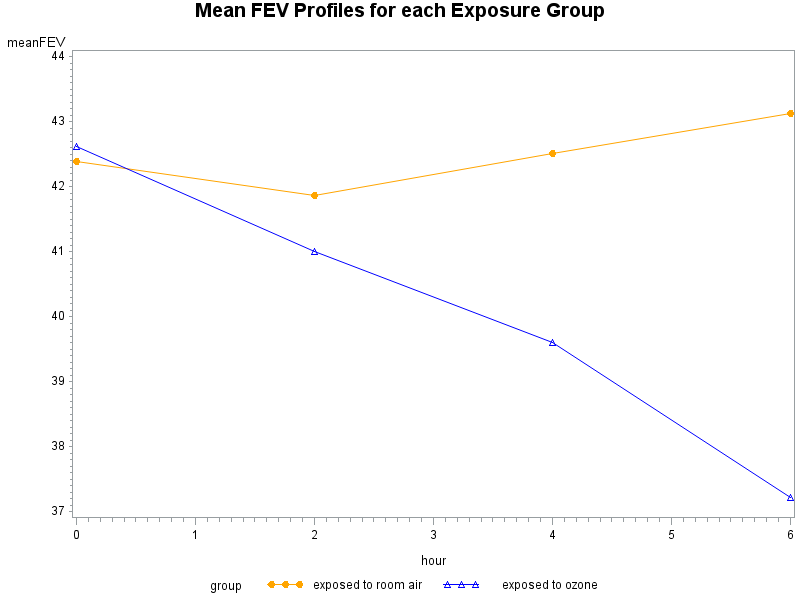 Mean FEV Profiles for each Exposure Group
meanFEV
44
43
42
41
40
39
38
37
0 1 2 3 4 5 6
hour
group exposed to room air exposed to ozone